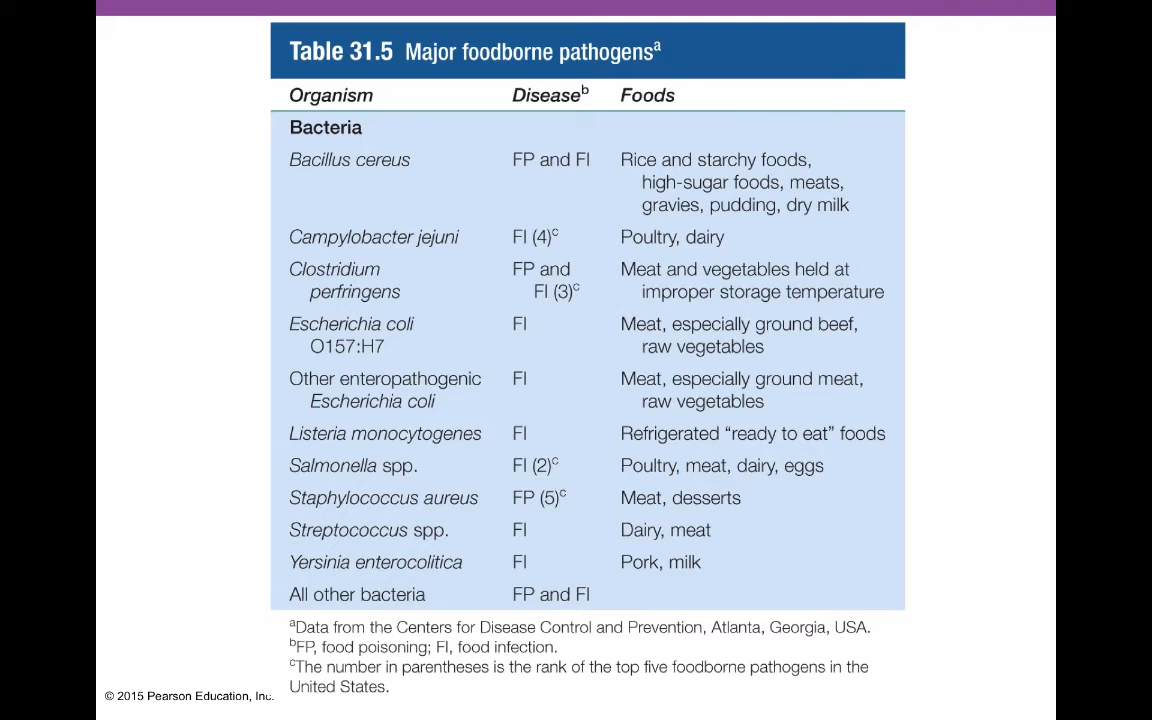 Table 31.5 Major foodborne pathogensᵃ
Organism Diseaseᵇ Foods
Bacteria
Bacillus cereus FP and FI Rice and starchy foods,
high-sugar foods, meats,
gravies, pudding, dry milk
Campylobacter jejuni FI (4)ᶜ Poultry, dairy
Clostridium FP and Meat and vegetables held at
perfringens FI (3)ᶜ improper storage temperature
Escherichia coli FI Meat, especially ground beef,
O157:H7 raw vegetables
Other enteropathogenic FI Meat, especially ground meat,
Escherichia coli raw vegetables
Listeria monocytogenes FI Refrigerated “ready to eat” foods
Salmonella spp. FI (2)ᶜ Poultry, meat, dairy, eggs
Staphylococcus aureus FP (5)ᶜ Meat, desserts
Streptococcus spp. FI Dairy, meat
Yersinia enterocolitica FI Pork, milk
All other bacteria FP and FI
ᵃData from the Centers for Disease Control and Prevention, Atlanta, Georgia, USA.
ᵇFP, food poisoning; FI, food infection.
ᶜThe number in parentheses is the rank of the top five foodborne pathogens in the
United States.
© 2015 Pearson Education, Inc.